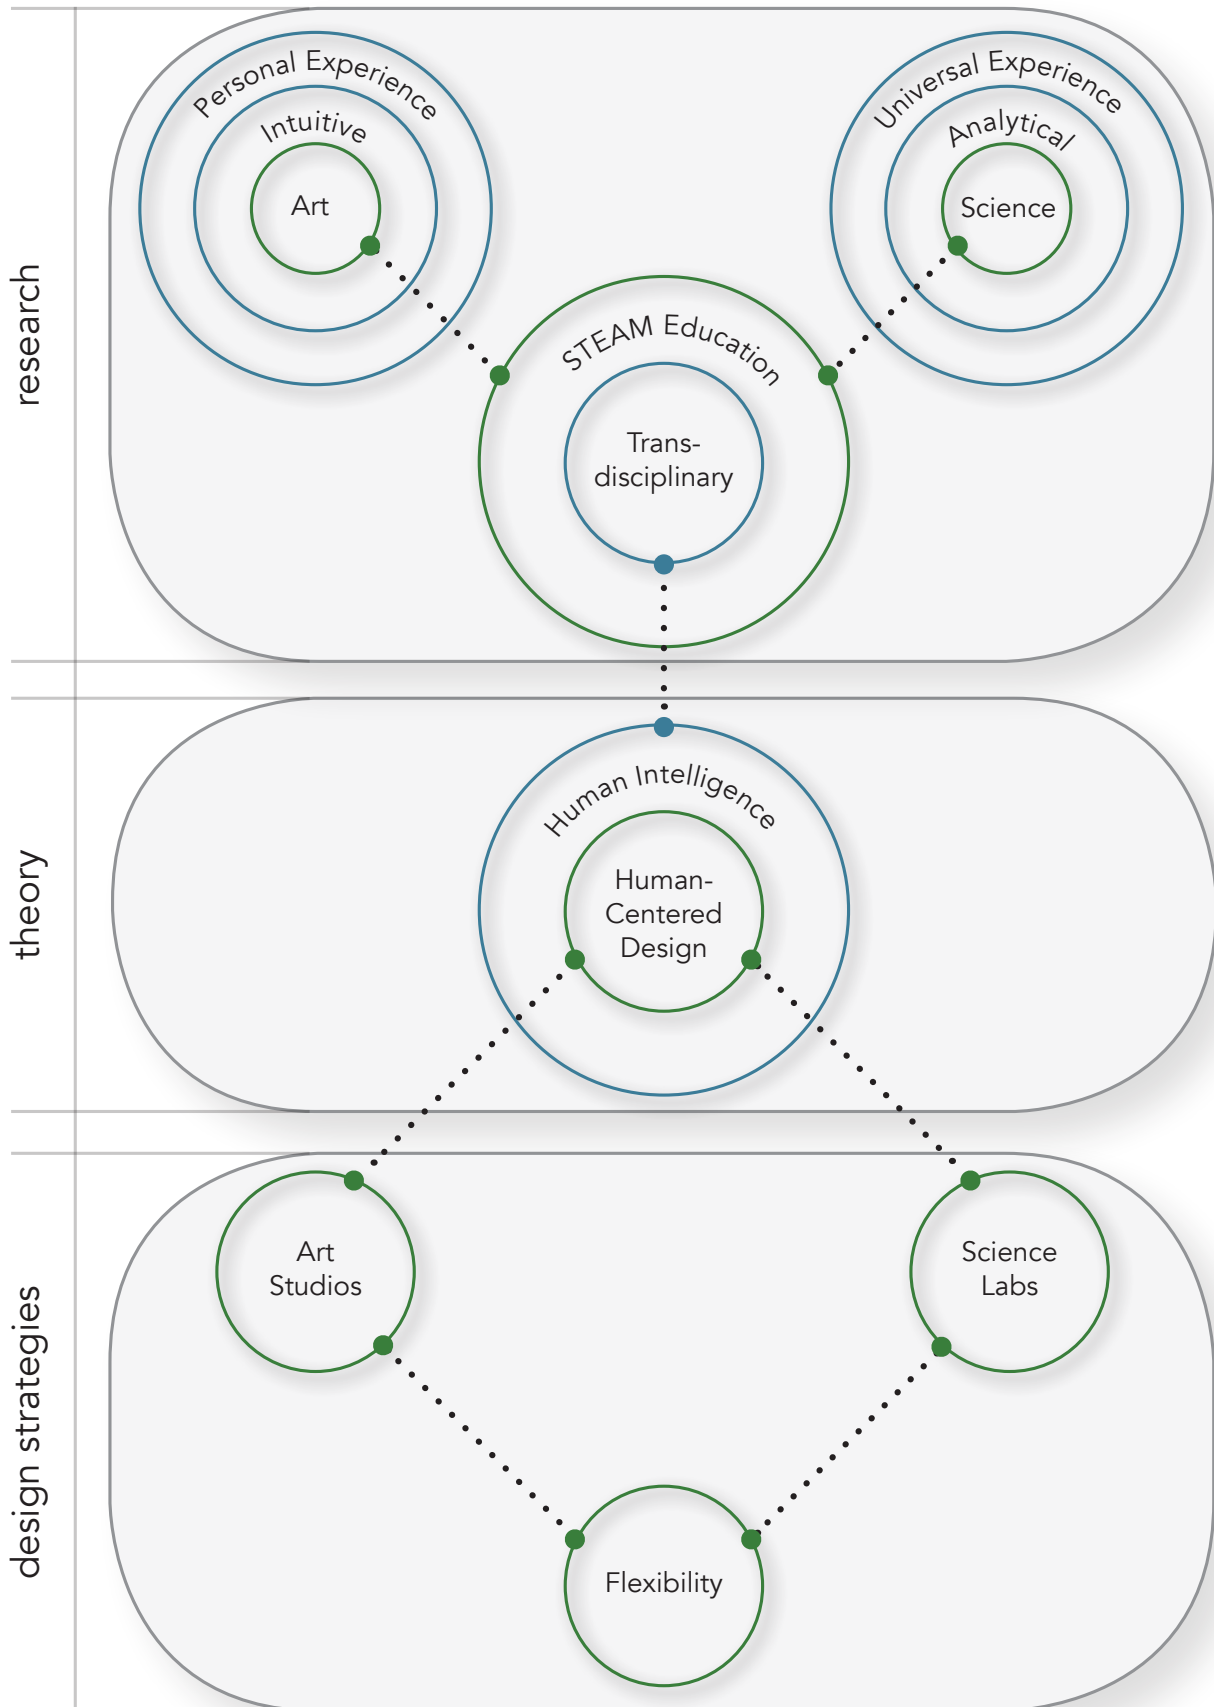 research
Personal Experience
Intuitive
Art
Universal Experience
Analytical
Science
STEAM Education
Trans-
disciplinary
theory
Human Intelligence
Human-
Centered
Design
design strategies
Art
Studios
Science
Labs
Flexibility